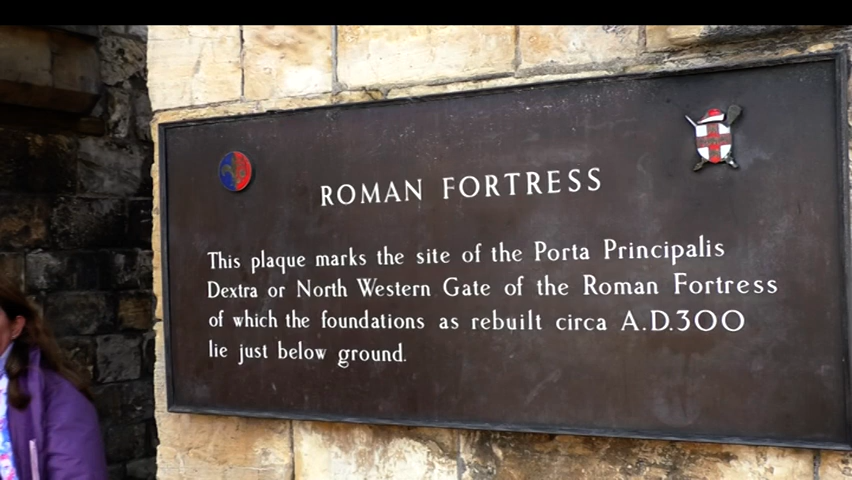 ROMAN FORTRESS
This plaque marks the site of the Porta Principalis
Dextra or North Western Gate of the Roman Fortress
of which the foundations as rebuilt circa A.D.300
lie just below ground.